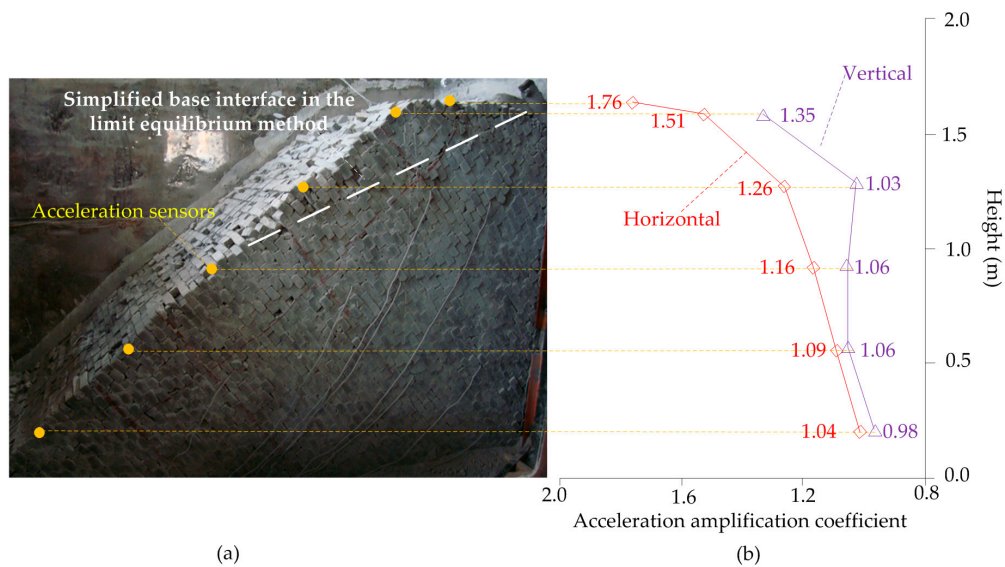 Simplified base interface in the
limit equilibrium method
Acceleration sensors
(a)
2.0
1.5
1.0
0.5
0.0
Height (m)
Vertical
Horizontal
1.76
1.51
1.35
1.26
1.03
1.16
1.06
1.09
1.06
1.04
0.98
2.0
1.6
1.2
0.8
Acceleration amplification coefficient
(b)